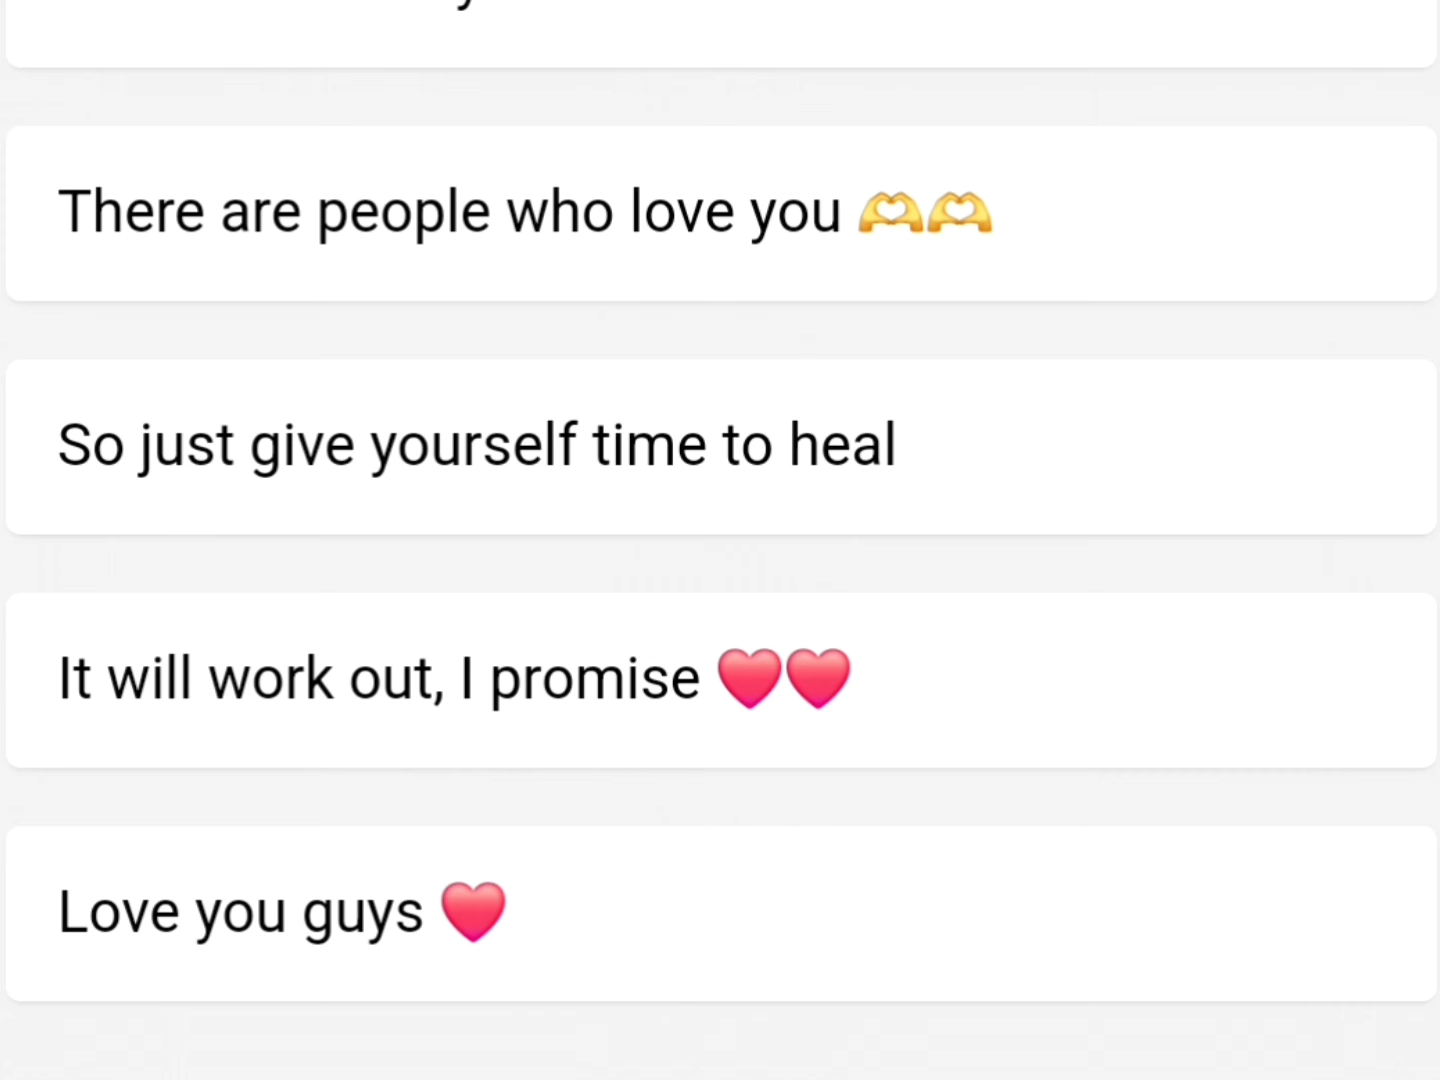 There are people who love you 🫶🫶
So just give yourself time to heal
It will work out, I promise ❤️❤️
Love you guys ❤️